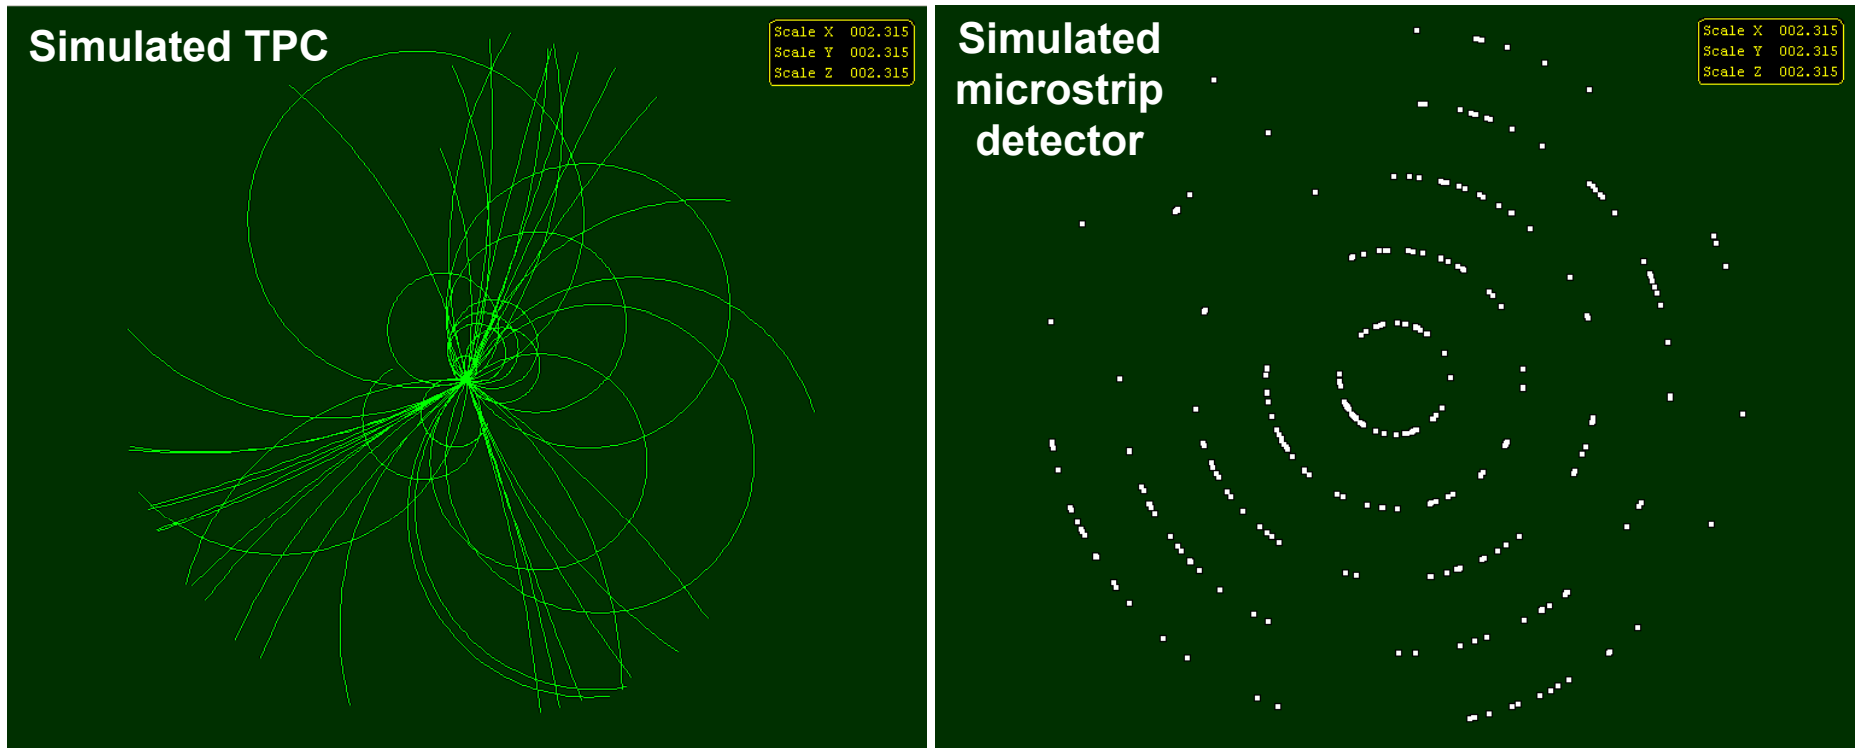 Simulated TPC
Scale X 002.315
Scale Y 002.315
Scale Z 002.315
Simulated
microstrip
detector
Scale X 002.315
Scale Y 002.315
Scale Z 002.315